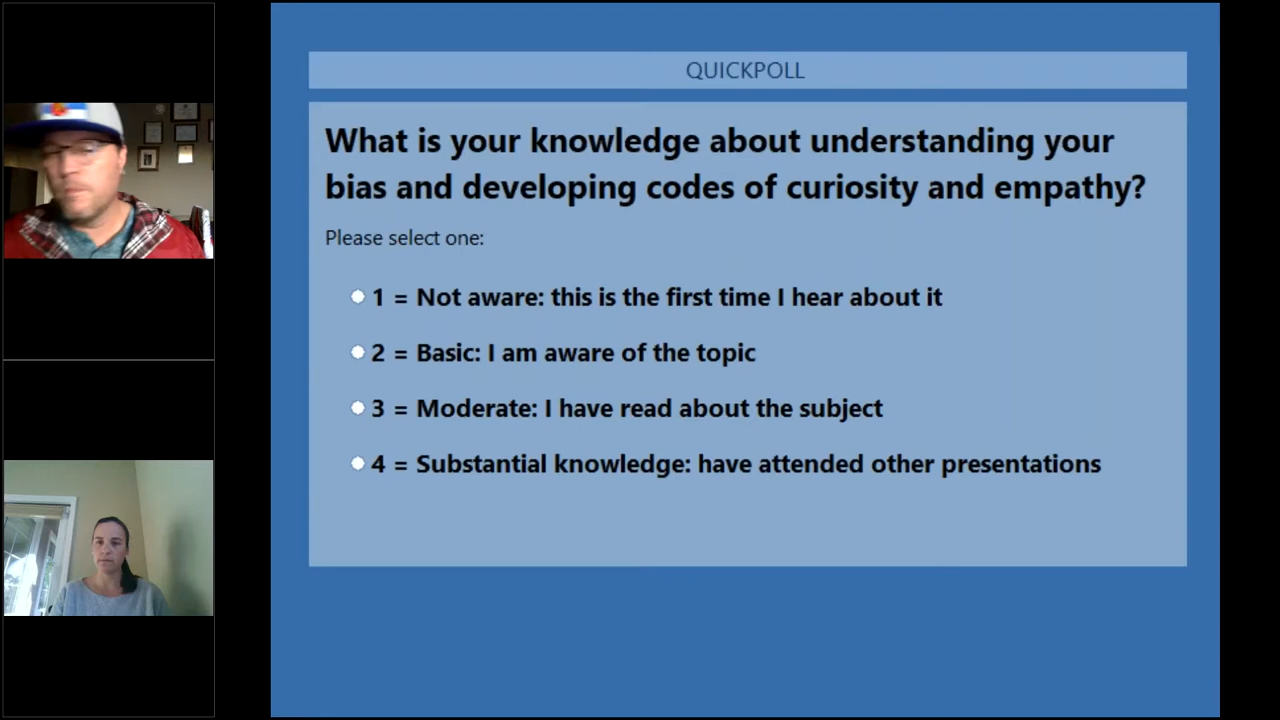 QUICKPOLL
What is your knowledge about understanding your
bias and developing codes of curiosity and empathy?
Please select one:
1 = Not aware: this is the first time I hear about it
2 = Basic: I am aware of the topic
3 = Moderate: I have read about the subject
4 = Substantial knowledge: have attended other presentations